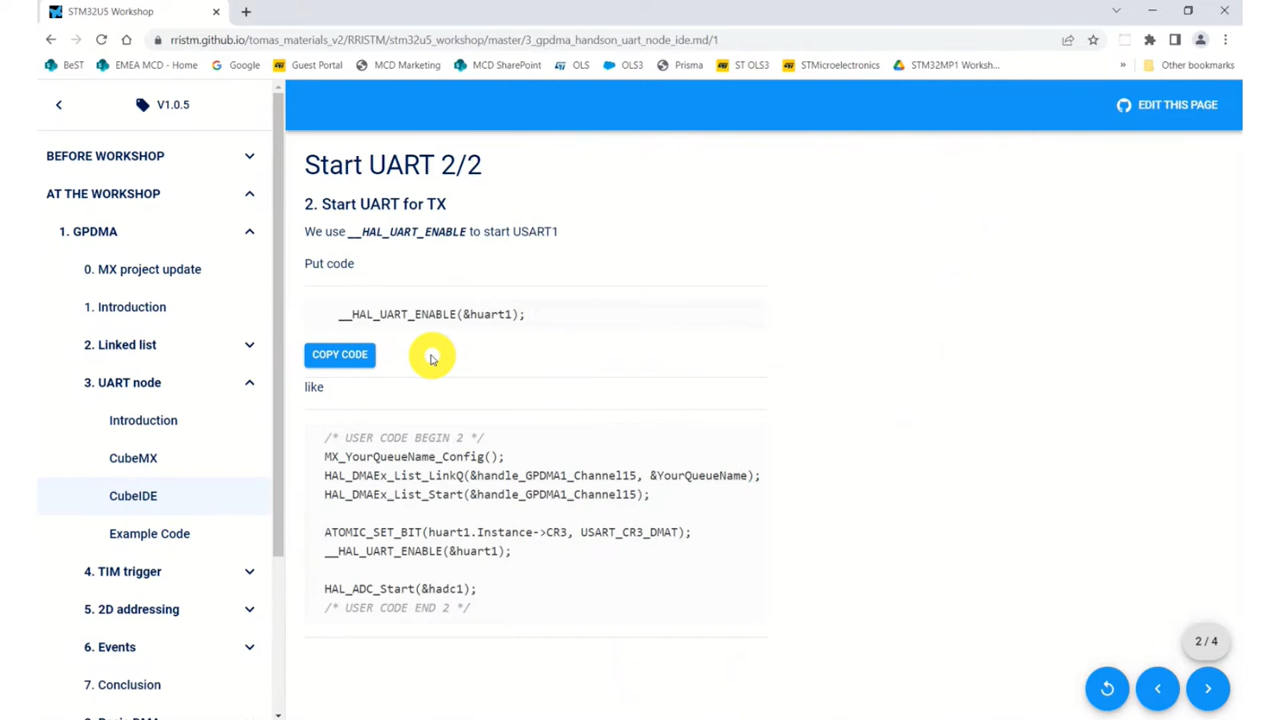 STM32U5 Workshop
rristm.github.io/tomas_materials_v2/RRISTM/stm32u5_workshop/master/3_gpdma_handson_uart_node_ide.md/1
BeST EMEA MCD - Home Google Guest Portal MCD Marketing MCD SharePoint OLS OLS3 Prisma ST OLS3 STMicroelectronics STM32MP1 Worksh... » Other bookmarks
V1.0.5
EDIT THIS PAGE
BEFORE WORKSHOP
AT THE WORKSHOP
1. GPDMA
0. MX project update
1. Introduction
2. Linked list
3. UART node
Introduction
CubeMX
CubeIDE
Example Code
4. TIM trigger
5. 2D addressing
6. Events
7. Conclusion
Start UART 2/2
2. Start UART for TX
We use __HAL_UART_ENABLE to start USART1
Put code
__HAL_UART_ENABLE(&huart1);
COPY CODE
like
/* USER CODE BEGIN 2 */
MX_YourQueueName_Config();
HAL_DMAEx_List_LinkQ(&handle_GPDMA1_Channel15, &YourQueueName);
HAL_DMAEx_List_Start(&handle_GPDMA1_Channel15);
ATOMIC_SET_BIT(huart1.Instance->CR3, USART_CR3_DMAT);
__HAL_UART_ENABLE(&huart1);
HAL_ADC_Start(&hadc1);
/* USER CODE END 2 */
2 / 4